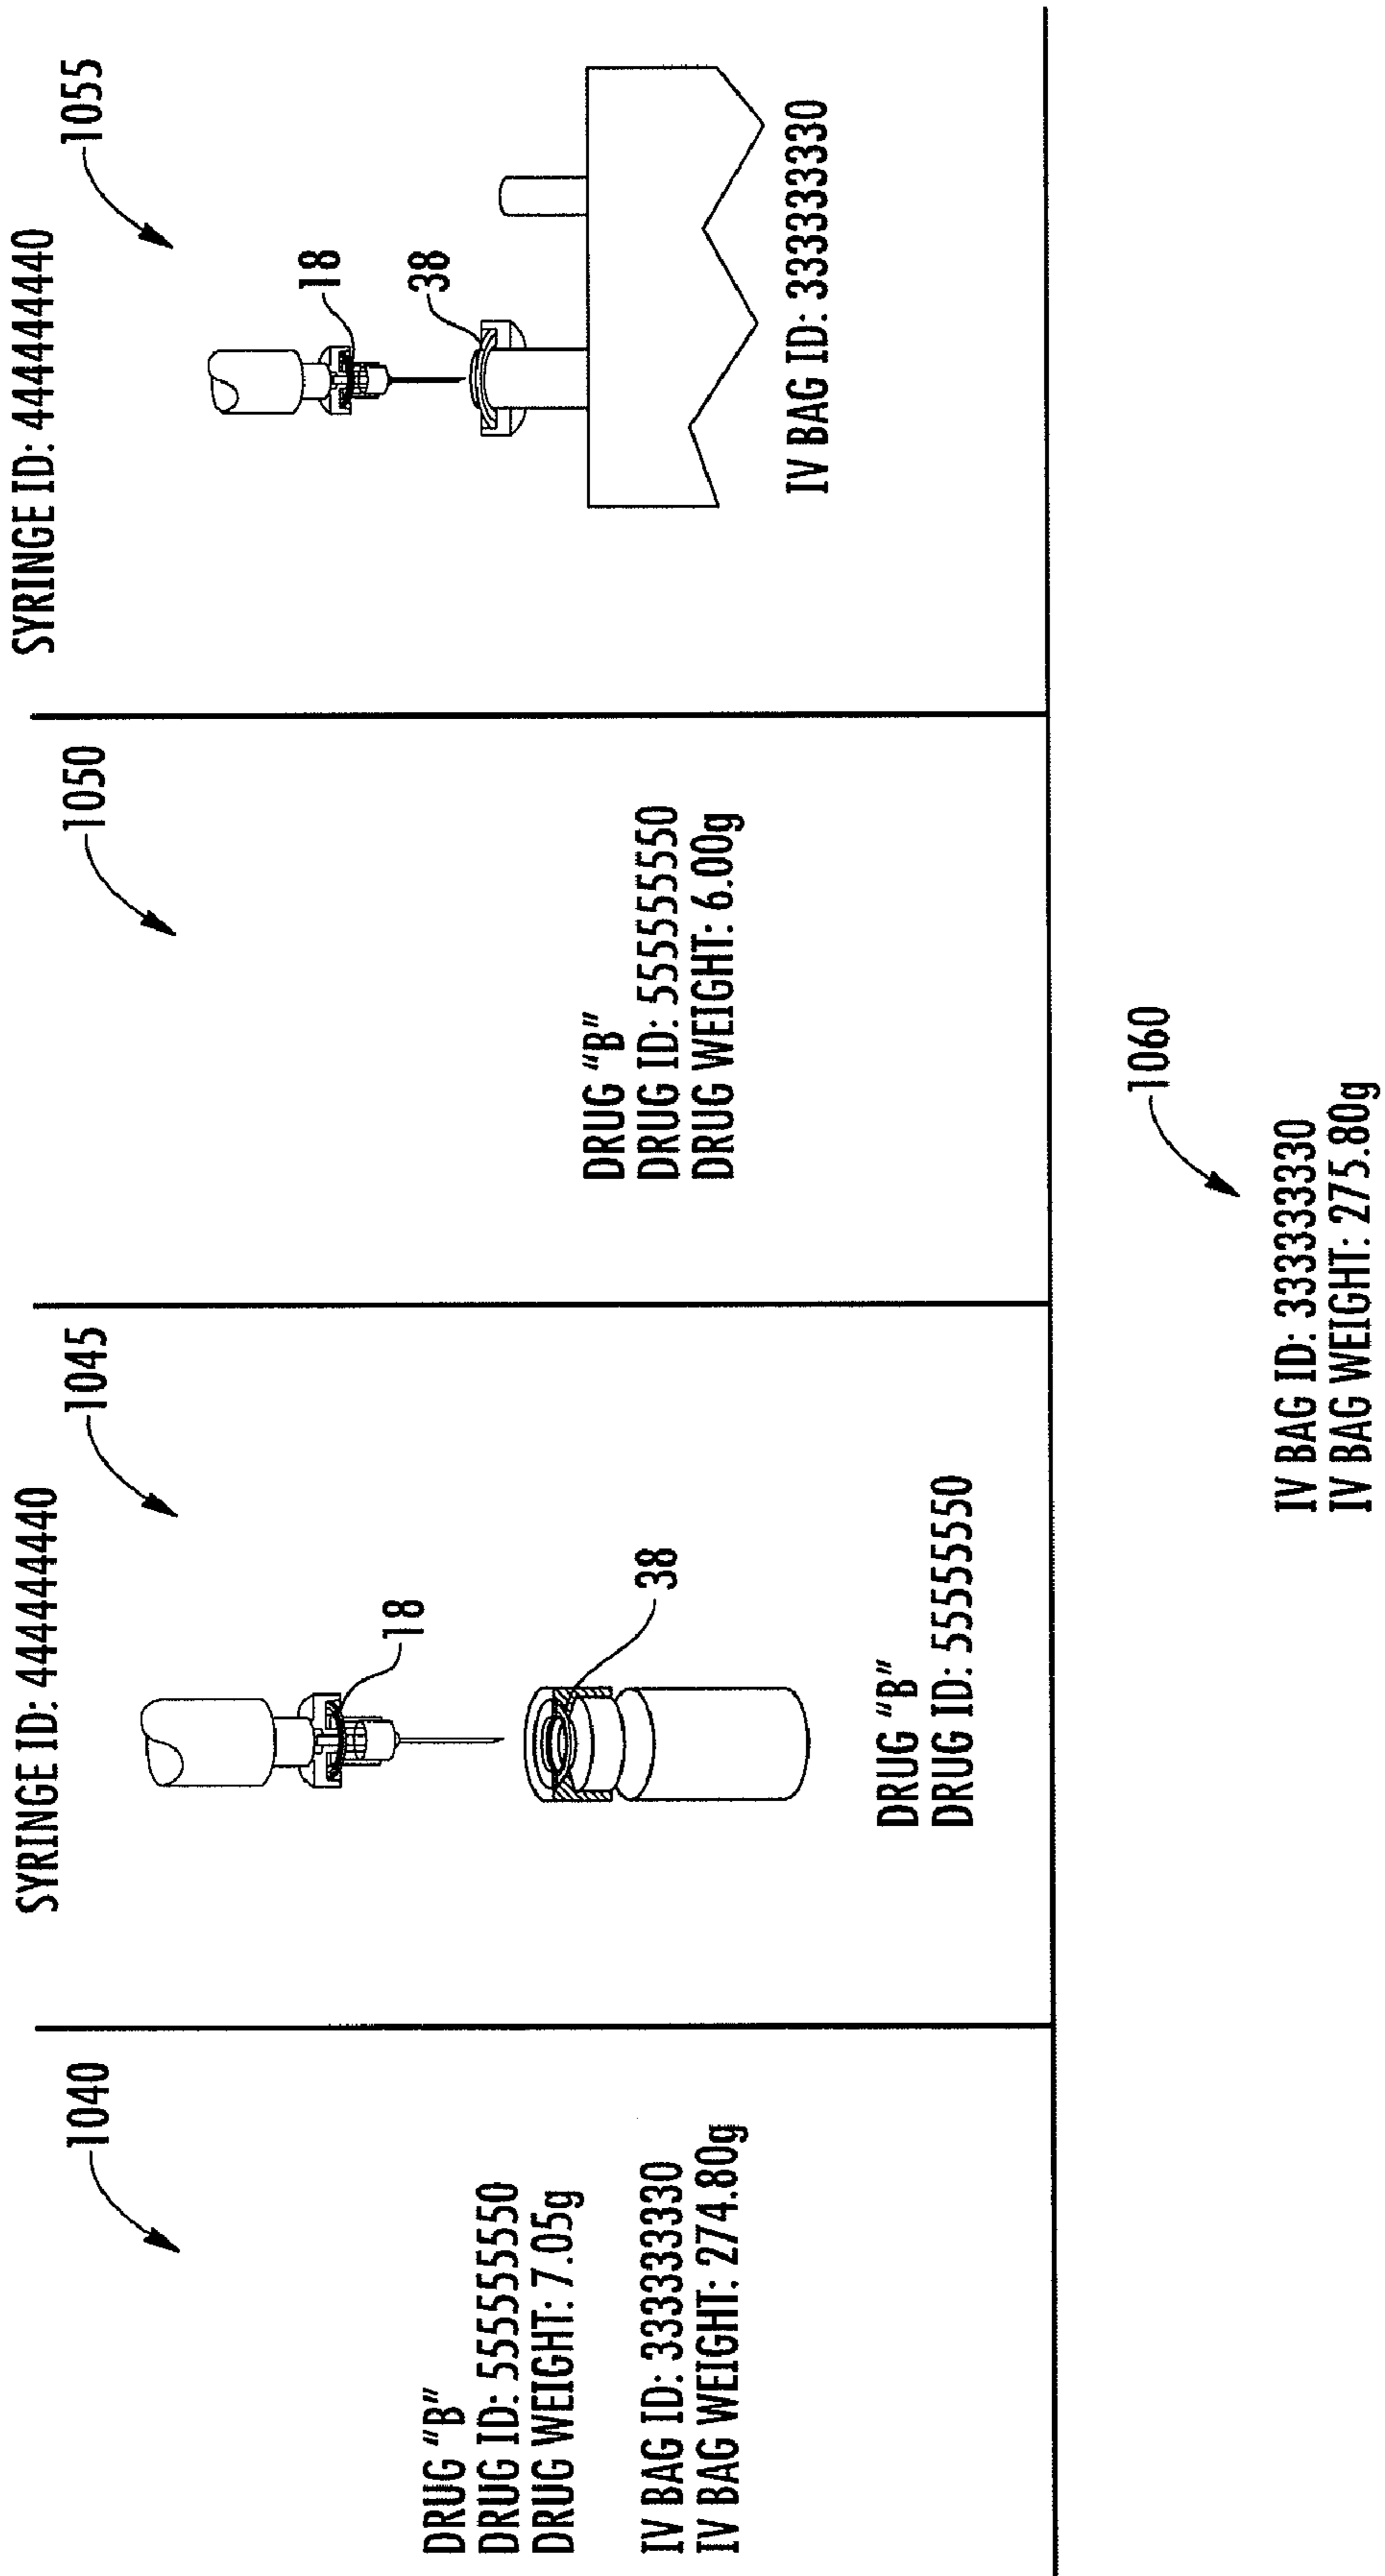 1040
DRUG "B"
DRUG ID: 555555550
DRUG WEIGHT: 7.05g
IV BAG ID: 333333330
IV BAG WEIGHT: 274.80g
SYRINGE ID: 444444440
1045
18
38
DRUG "B"
DRUG ID: 55555550
1050
DRUG "B"
DRUG ID: 555555550
DRUG WEIGHT: 6.00g
SYRINGE ID: 444444440
1055
18
38
IV BAG ID: 333333330
1060
IV BAG ID: 333333330
IV BAG WEIGHT: 275.80g